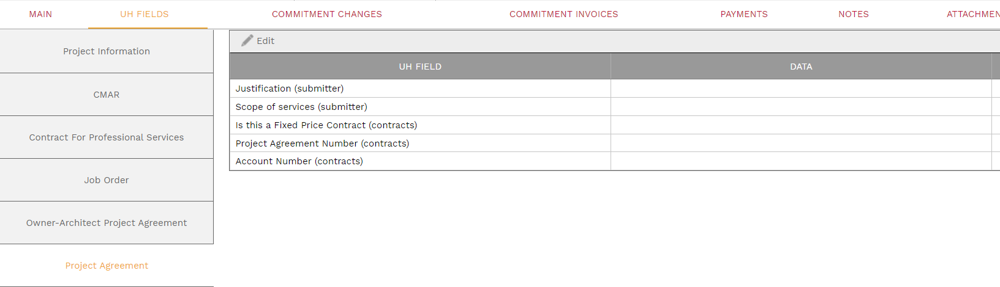 MAIN UH FIELDS COMMITMENT CHANGES COMMITMENT INVOICES PAYMENTS NOTES ATTACHMEN
Project Information
CMAR
Contract For Professional Services
Job Order
Owner-Architect Project Agreement
Project Agreement
Edit
UH FIELD DATA
Justification (submitter)
Scope of services (submitter)
Is this a Fixed Price Contract (contracts)
Project Agreement Number (contracts)
Account Number (contracts)